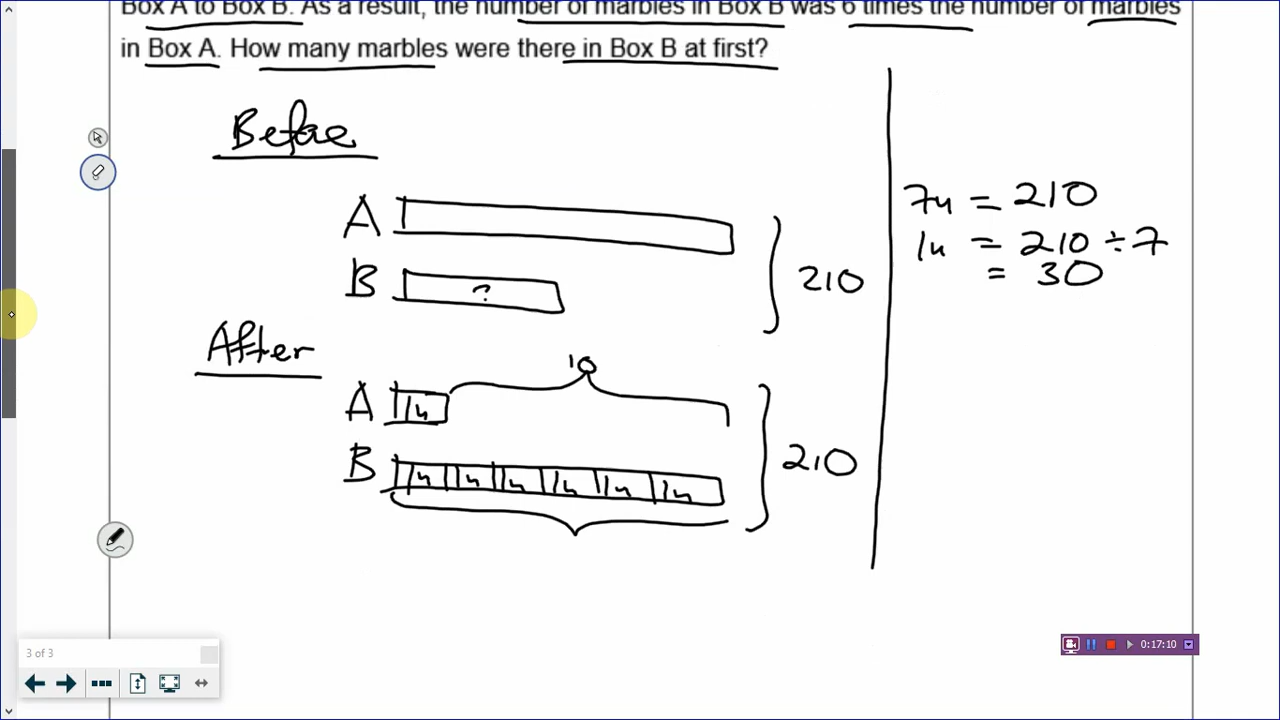 Box A to Box B. As a result, the number of marbles in Box B was 6 times the number of marbles
in Box A. How many marbles were there in Box B at first?
Before
A
B ?
210
After
10
A 1u
B 1u 1u 1u 1u 1u 1u
210
7u = 210
1u = 210 ÷ 7
= 30
3 of 3
0:17:10